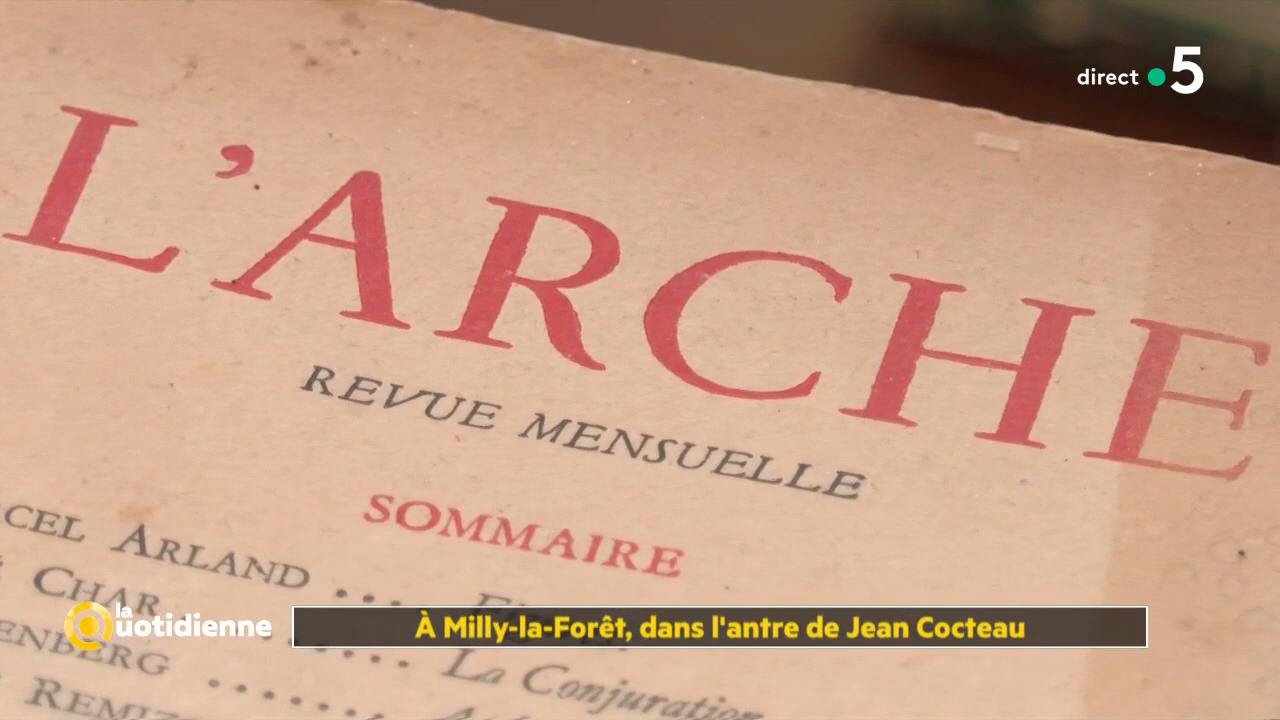 direct 5
L'ARCHE
REVUE MENSUELLE
SOMMAIRE
CEL ARLAND ....
CHAR
ENBERG ......
La Conjuration
REMIZ
la Quotidienne
À Milly-la-Forêt, dans l'antre de Jean Cocteau